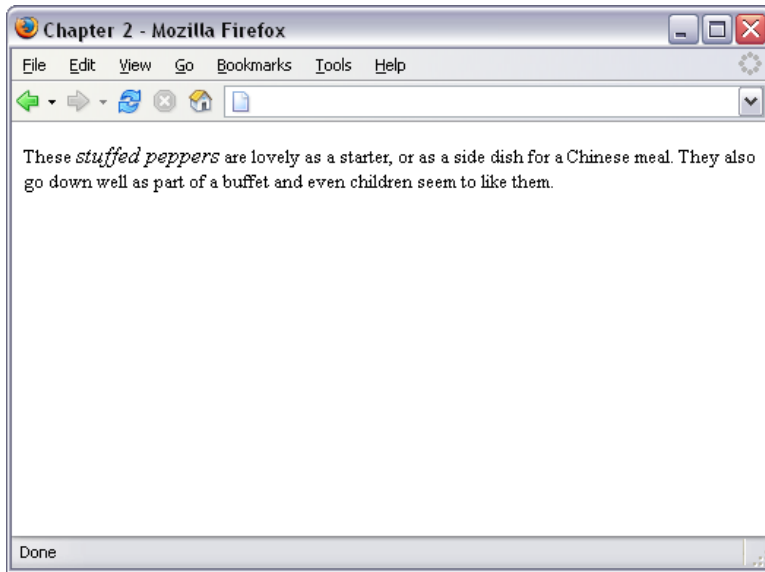 Chapter 2 - Mozilla Firefox
File Edit View Go Bookmarks Tools Help
These stuffed peppers are lovely as a starter, or as a side dish for a Chinese meal. They also
go down well as part of a buffet and even children seem to like them.
Done